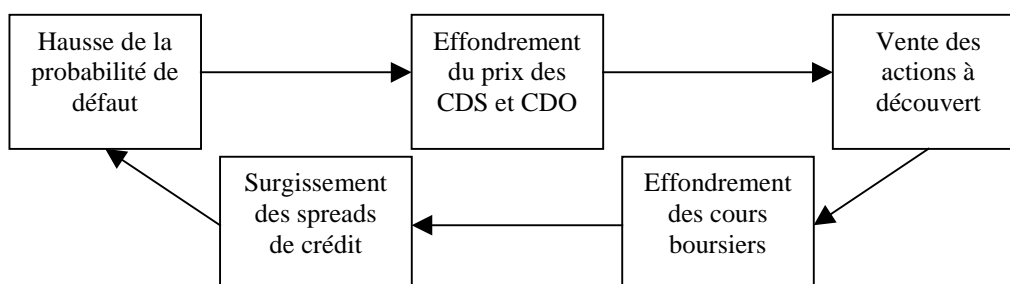 Hausse de la
probabilité de
défaut
Effondrement
du prix des
CDS et CDO
Vente des
actions à
découvert
Surgissement
des spreads
de crédit
Effondrement
des cours
boursiers